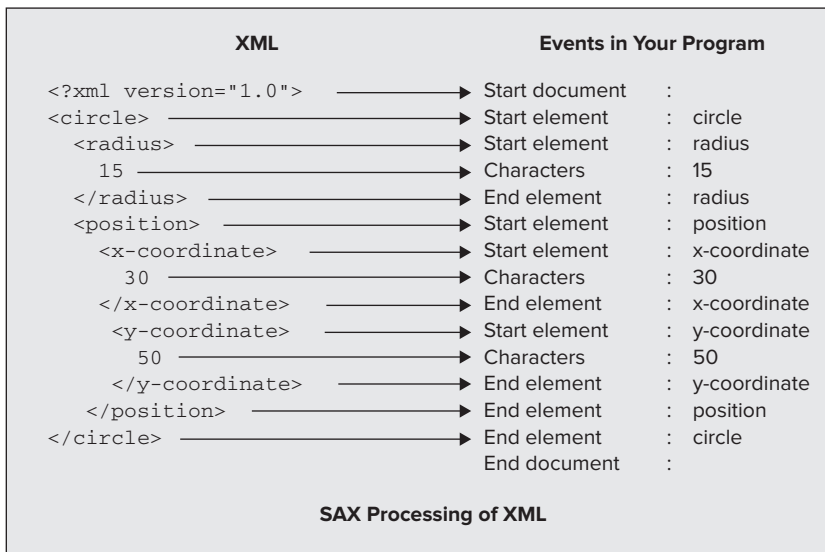 XML Events in Your Program
<?xml version="1.0"> Start document :
<circle> Start element : circle
<radius> Start element : radius
15 Characters : 15
</radius> End element : radius
<position> Start element : position
<x-coordinate> Start element : x-coordinate
30 Characters : 30
</x-coordinate> End element : x-coordinate
<y-coordinate> Start element : y-coordinate
50 Characters : 50
</y-coordinate> End element : y-coordinate
</position> End element : position
</circle> End element : circle
End document :
SAX Processing of XML